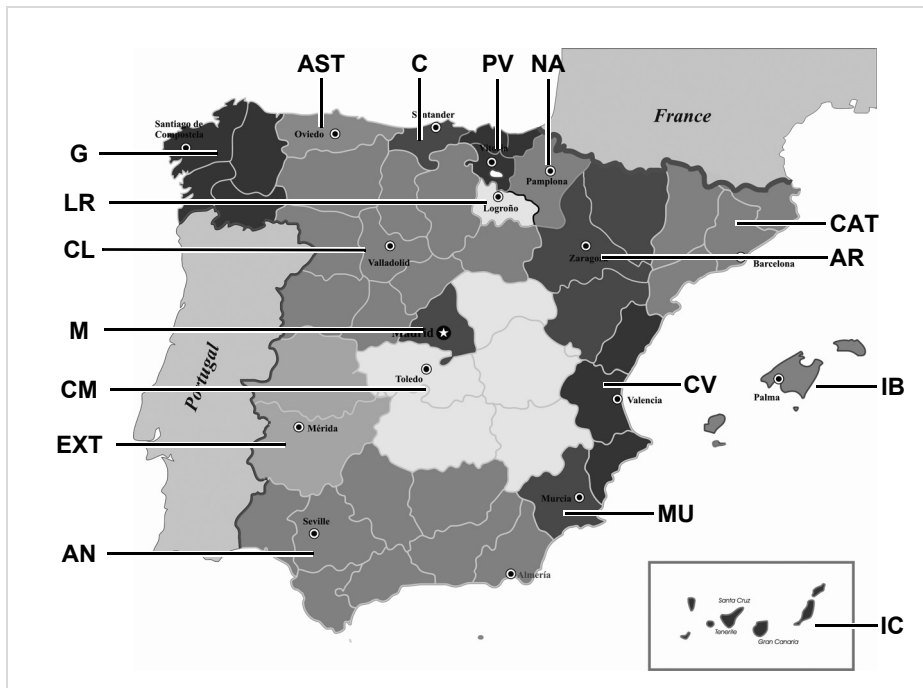 AST
C
PV
NA
Santander
France
Santiago de
Compostela
Oviedo
Vitoria
G
Pamplona
LR
Logroño
CAT
CL
Valladolid
Zaragoza
AR
Barcelona
M
Madrid
Portugal
Toledo
CM
CV
IB
Palma
Valencia
Mérida
EXT
Murcia
MU
Seville
AN
Almería
Santa Cruz
Tenerife
Gran Canaria
IC